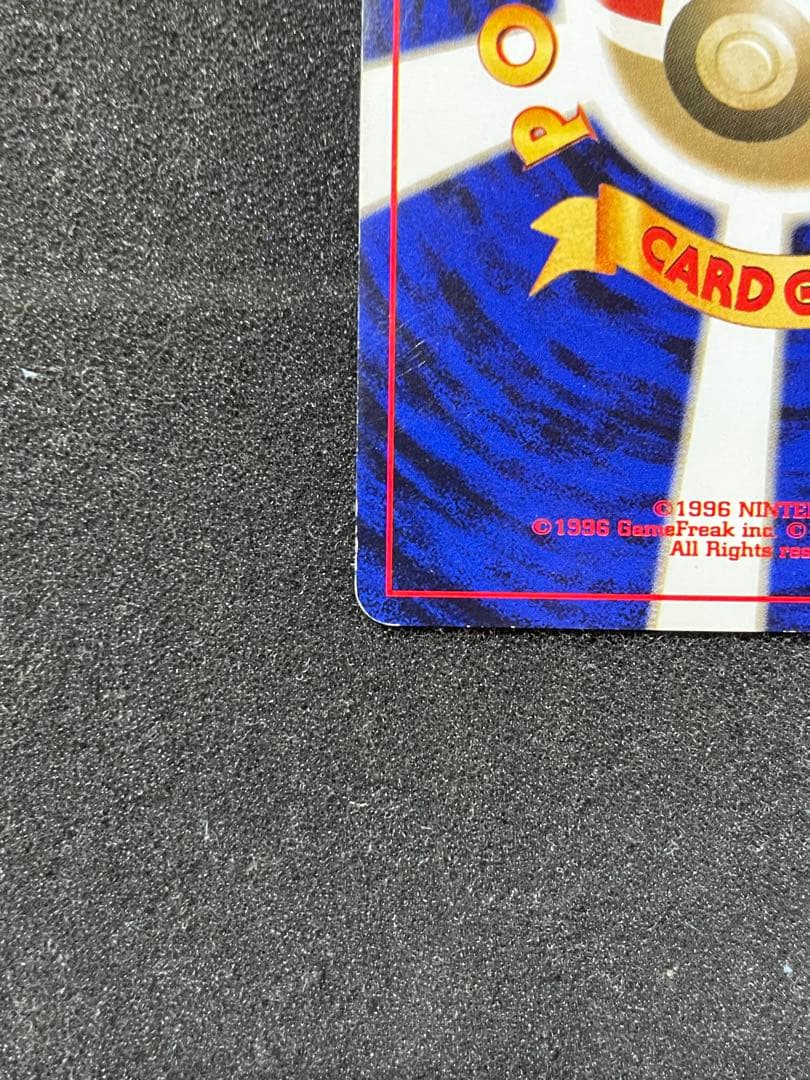 PO
CARD G
©1996 NINTE
©1996 GameFreak inc. ©
All Rights res